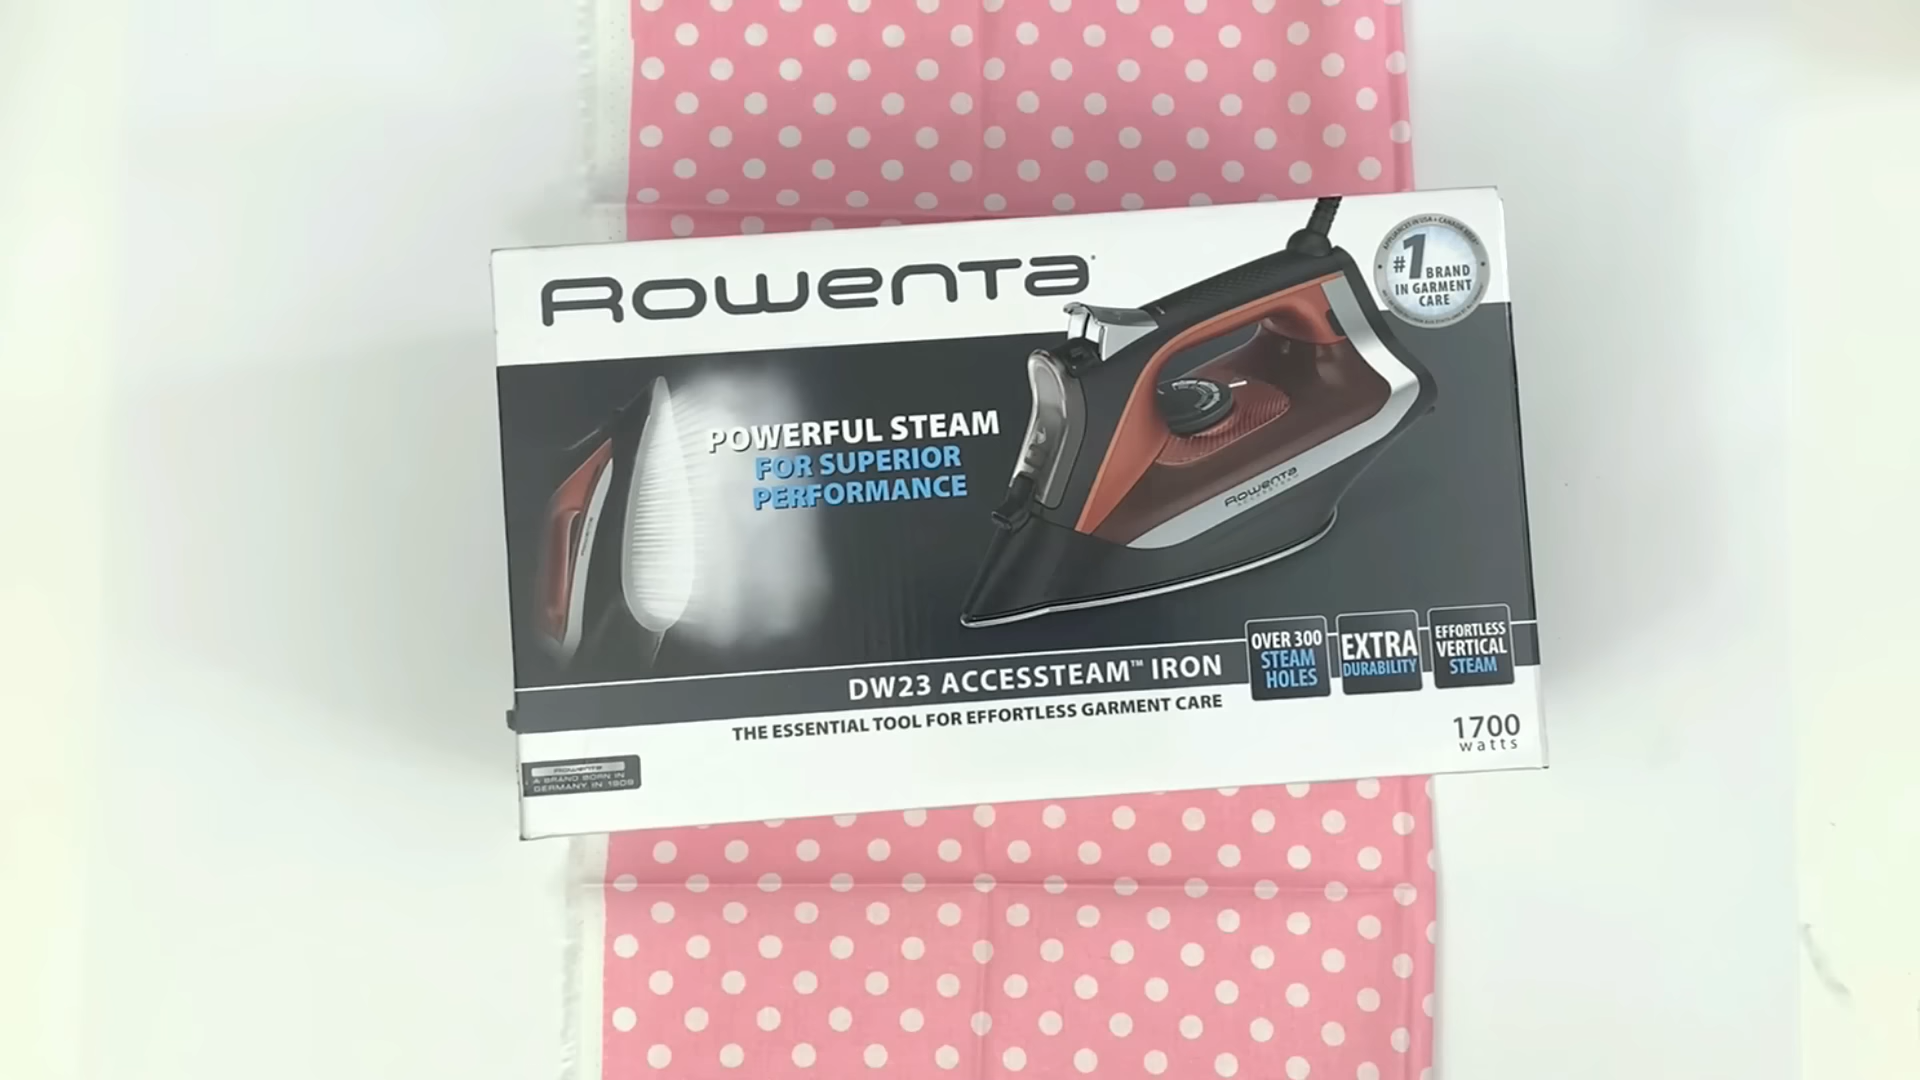 Rowenta
#1 BRAND
IN GARMENT
CARE
POWERFUL STEAM
FOR SUPERIOR
PERFORMANCE
Rowenta
DW23 ACCESSTEAM™ IRON
THE ESSENTIAL TOOL FOR EFFORTLESS GARMENT CARE
OVER 300
STEAM
HOLES
EXTRA
DURABILITY
EFFORTLESS
VERTICAL
STEAM
1700
watts
Rowenta
A BRAND BORN IN
GERMANY IN 1909